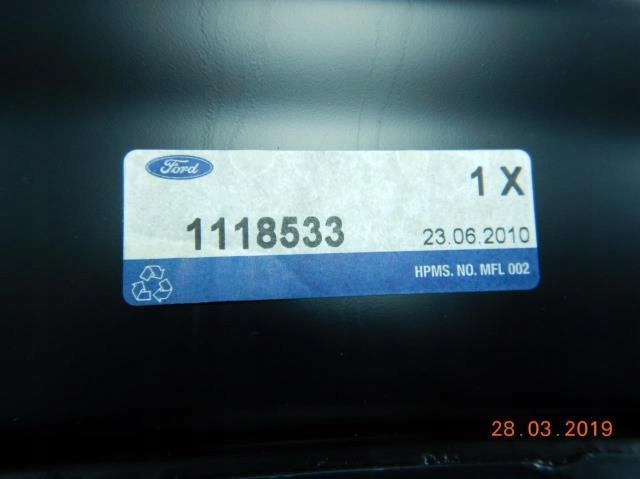 Ford
1 X
1118533
23.06.2010
HPMS. NO. MFL 002
28.03.2019